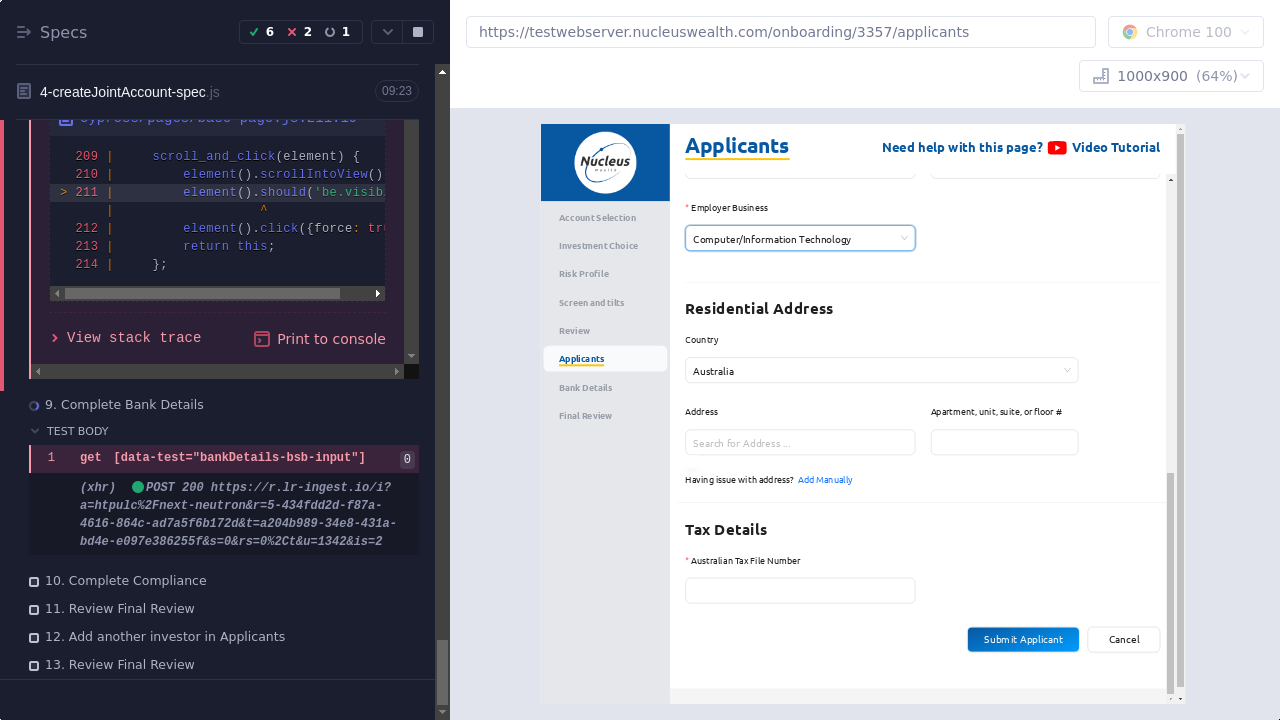 Specs
6
2
1
https://testwebserver.nucleuswealth.com/onboarding/3357/applicants
Chrome 100
1000x900 (64%)
4-createJointAccount-spec.js
09:23
209 | scroll_and_click(element) {
210 | element().scrollIntoView()
> 211 | element().should('be.visib
| ^
212 | element().click({force: tr
213 | return this;
214 | };
View stack trace
Print to console
9. Complete Bank Details
TEST BODY
1 get [data-test="bankDetails-bsb-input"] 0
(xhr) POST 200 https://r.lr-ingest.io/i?
a=htpulc%2Fnext-neutron&r=5-434fdd2d-f87a-
4616-864c-ad7a5f6b172d&t=a204b989-34e8-431a-
bd4e-e097e386255f&s=0&rs=0%2Ct&u=1342&is=2
10. Complete Compliance
11. Review Final Review
12. Add another investor in Applicants
13. Review Final Review
Nucleus
Wealth
Account Selection
Investment Choice
Risk Profile
Screen and tilts
Review
Applicants
Bank Details
Final Review
Applicants
Need help with this page? Video Tutorial
* Employer Business
Computer/Information Technology
Residential Address
Country
Australia
Address
Apartment, unit, suite, or floor #
Search for Address ...
Having issue with address? Add Manually
Tax Details
* Australian Tax File Number
Submit Applicant
Cancel